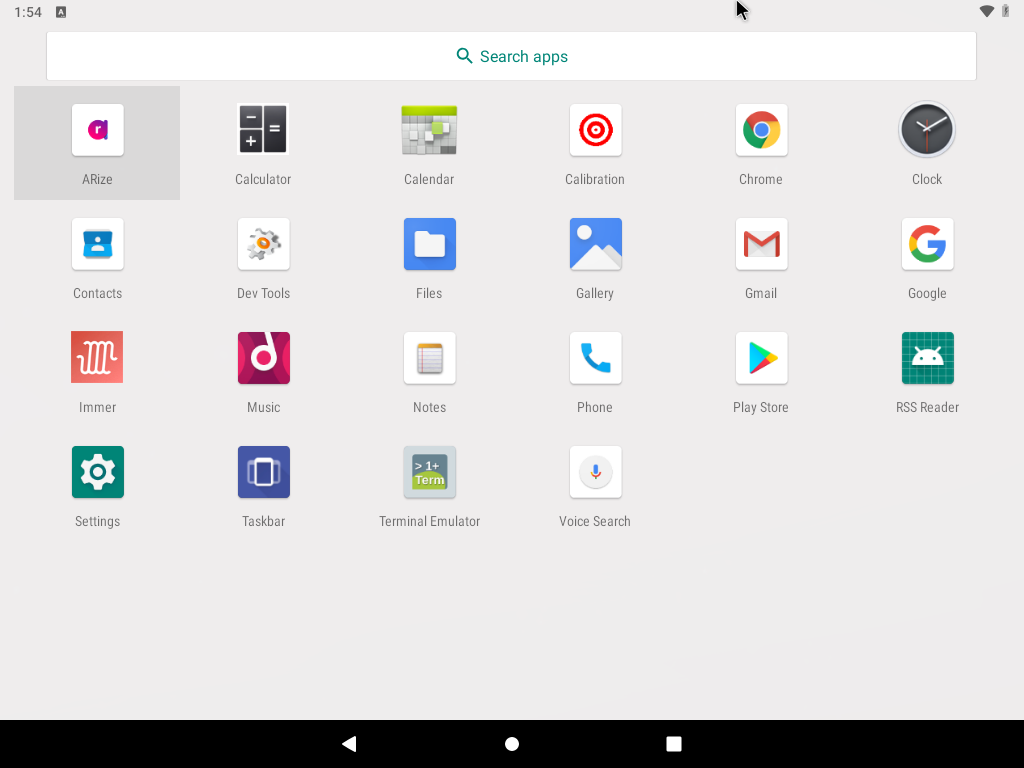 1:54 A
Search apps
ARize
Calculator
Calendar
Calibration
Chrome
Clock
Contacts
Dev Tools
Files
Gallery
Gmail
Google
Immer
Music
Notes
Phone
Play Store
RSS Reader
> 1+
Term
Settings
Taskbar
Terminal Emulator
Voice Search